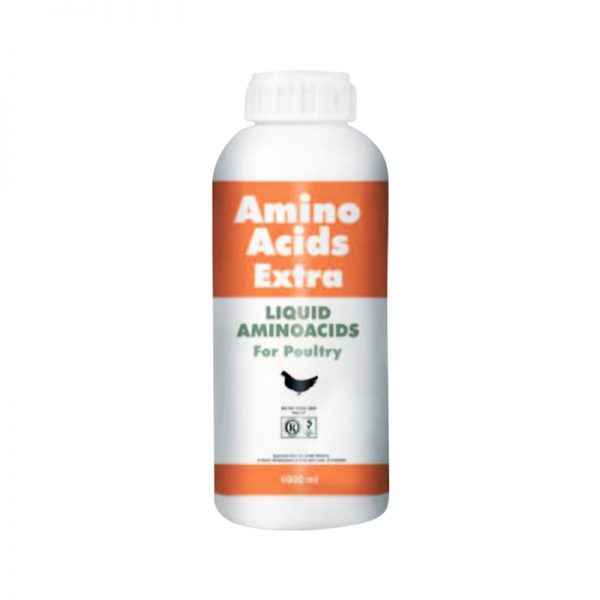 Amino
Acids
Extra
LIQUID
AMINOACIDS
For Poultry
1000 ml